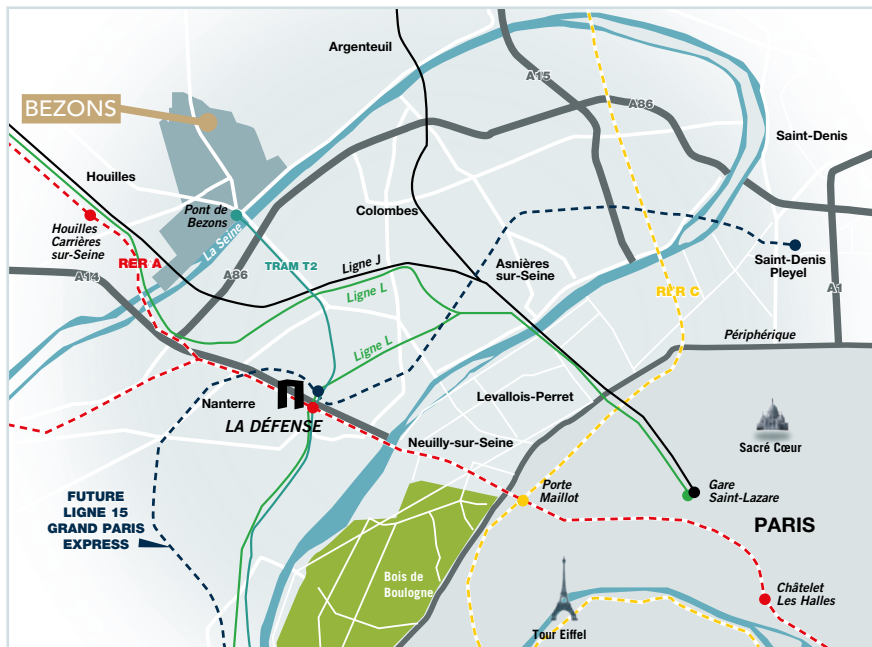 Argenteuil
A15
A86
BEZONS
Saint-Denis
Houilles
Pont de
Bezons
Colombes
Houilles
Carrières
sur-Seine
La Seine
RER A
A86
A14
TRAM T2
Ligne J
Ligne L
Asnières
sur-Seine
Saint-Denis
Pleyel
RER C
A1
Périphérique
Ligne L
Nanterre
LA DÉFENSE
Levallois-Perret
Neuilly-sur-Seine
Sacré Cœur
Porte
Maillot
Gare
Saint-Lazare
FUTURE
LIGNE 15
GRAND PARIS
EXPRESS
PARIS
Bois de
Boulogne
Châtelet
Les Halles
Tour Eiffel